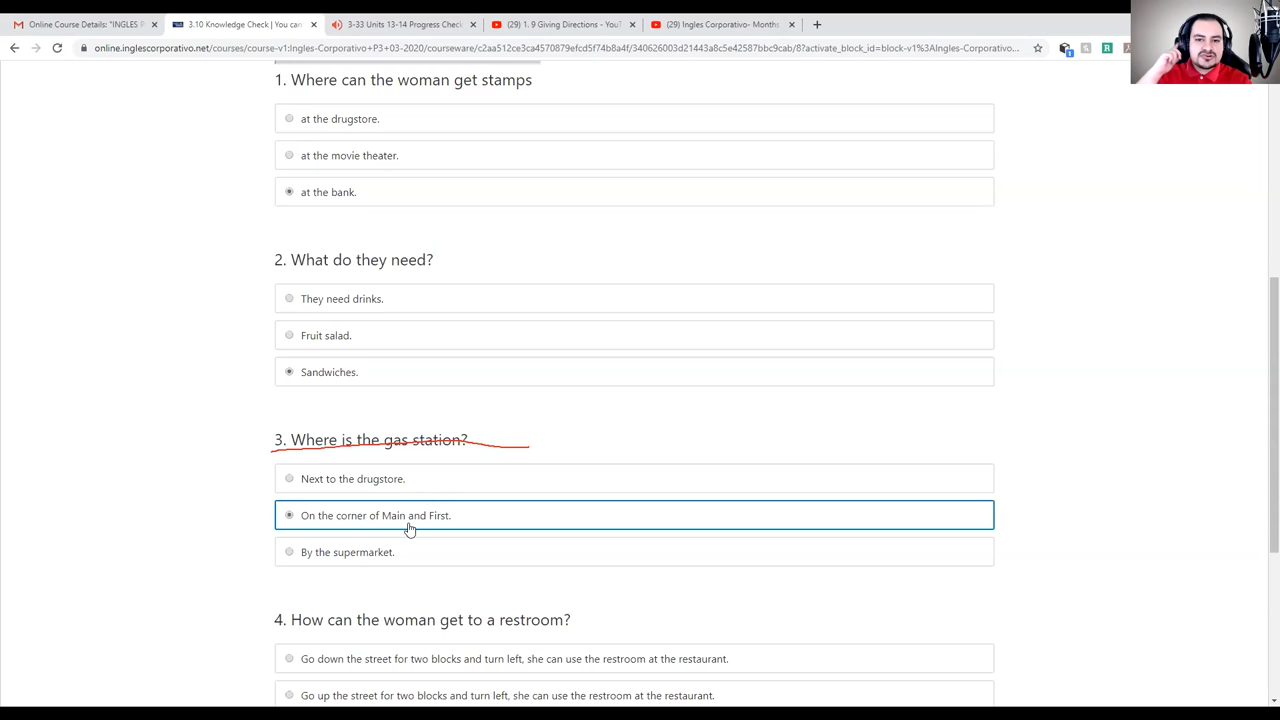 Online Course Details: "INGLES P
3.10 Knowledge Check | You can
3-33 Units 13-14 Progress Check
(29) 1. 9 Giving Directions - YouT
(29) Ingles Corporativo- Months
online.inglescorporativo.net/courses/course-v1:Ingles-Corporativo+P3+03-2020/courseware/
1. Where can the woman get stamps
at the drugstore.
at the movie theater.
at the bank.
2. What do they need?
They need drinks.
Fruit salad.
Sandwiches.
3. Where is the gas station?
Next to the drugstore.
On the corner of Main and First.
By the supermarket.
4. How can the woman get to a restroom?
Go down the street for two blocks and turn left, she can use the restroom at the restaurant.
Go up the street for two blocks and turn left, she can use the restroom at the restaurant.